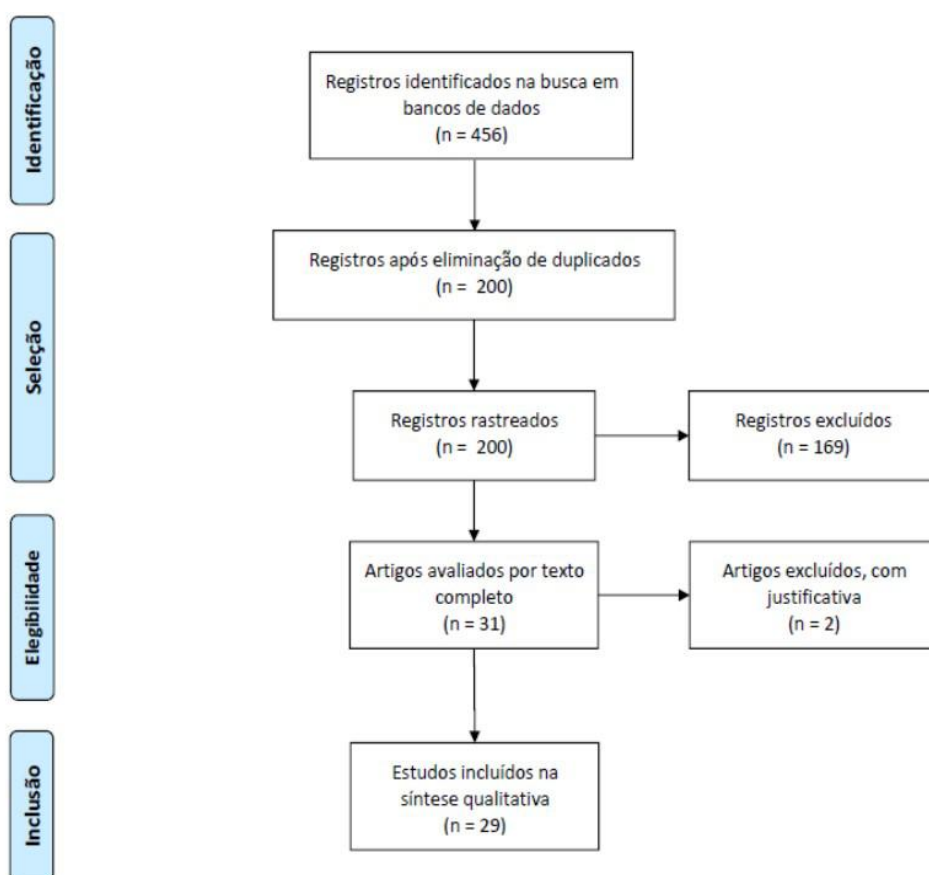 Identificação
Registros identificados na busca em
bancos de dados
(n = 456)
Seleção
Registros após eliminação de duplicados
(n =  200)
Registros rastreados
(n =  200)
Registros excluídos
(n = 169)
Elegibilidade
Artigos avaliados por texto
completo
(n = 31)
Artigos excluídos, com
justificativa
(n = 2)
Inclusão
Estudos incluídos na
síntese qualitativa
(n = 29)